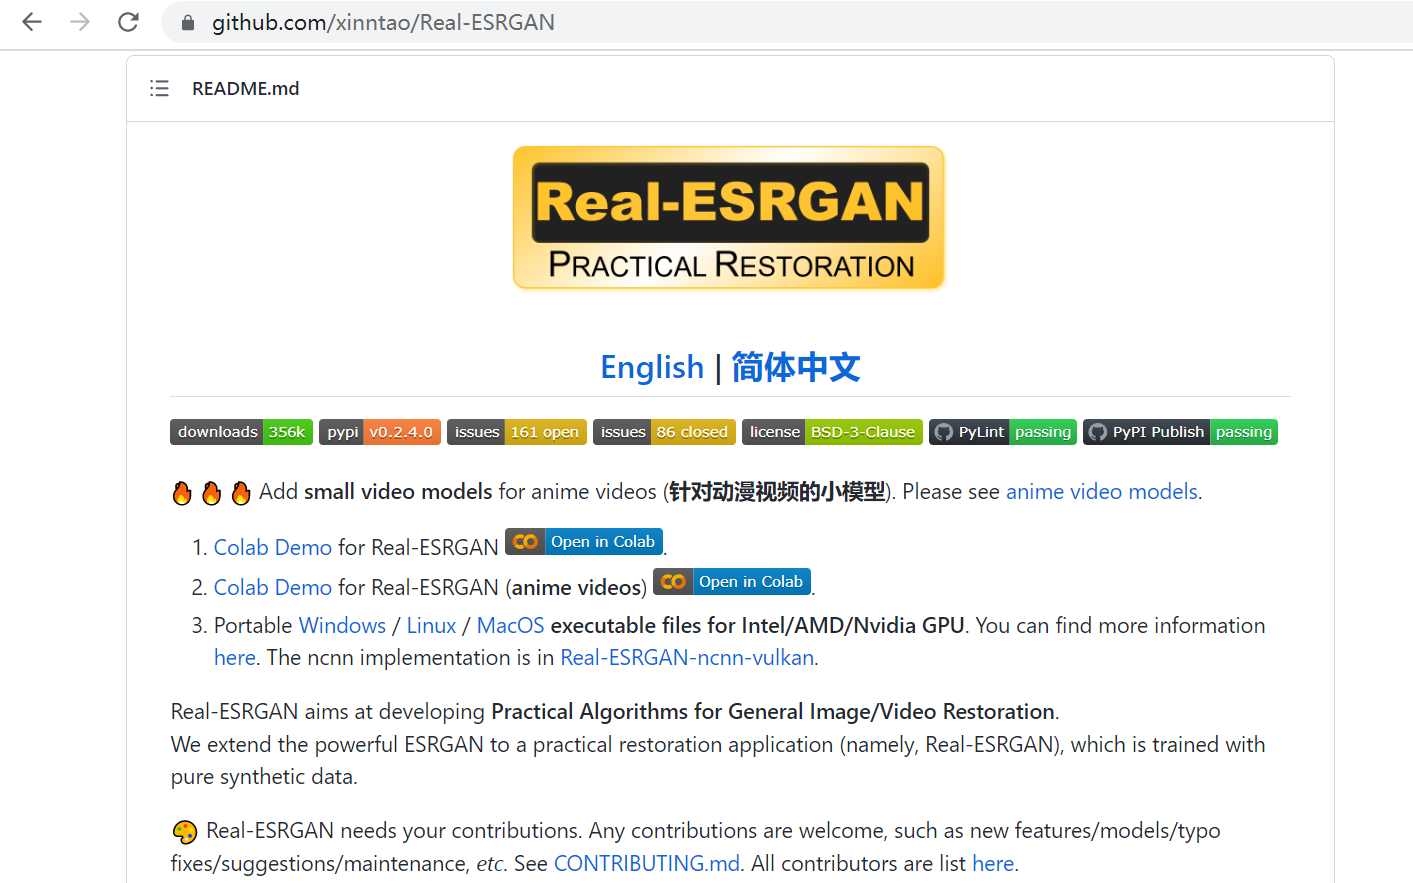 github.com/xinntao/Real-ESRGAN
README.md
Real-ESRGAN
PRACTICAL RESTORATION
English | 简体中文
downloads 356k pypi v0.2.4.0 issues 161 open issues 86 closed license BSD-3-Clause PyLint passing PyPI Publish passing
🔥 🔥 🔥 Add small video models for anime videos (针对动漫视频的小模型). Please see anime video models.
1. Colab Demo for Real-ESRGAN CO Open in Colab.
2. Colab Demo for Real-ESRGAN (anime videos) CO Open in Colab.
3. Portable Windows / Linux / MacOS executable files for Intel/AMD/Nvidia GPU. You can find more information
here. The ncnn implementation is in Real-ESRGAN-ncnn-vulkan.
Real-ESRGAN aims at developing Practical Algorithms for General Image/Video Restoration.
We extend the powerful ESRGAN to a practical restoration application (namely, Real-ESRGAN), which is trained with
pure synthetic data.
🎨 Real-ESRGAN needs your contributions. Any contributions are welcome, such as new features/models/typo
fixes/suggestions/maintenance, etc. See CONTRIBUTING.md. All contributors are list here.